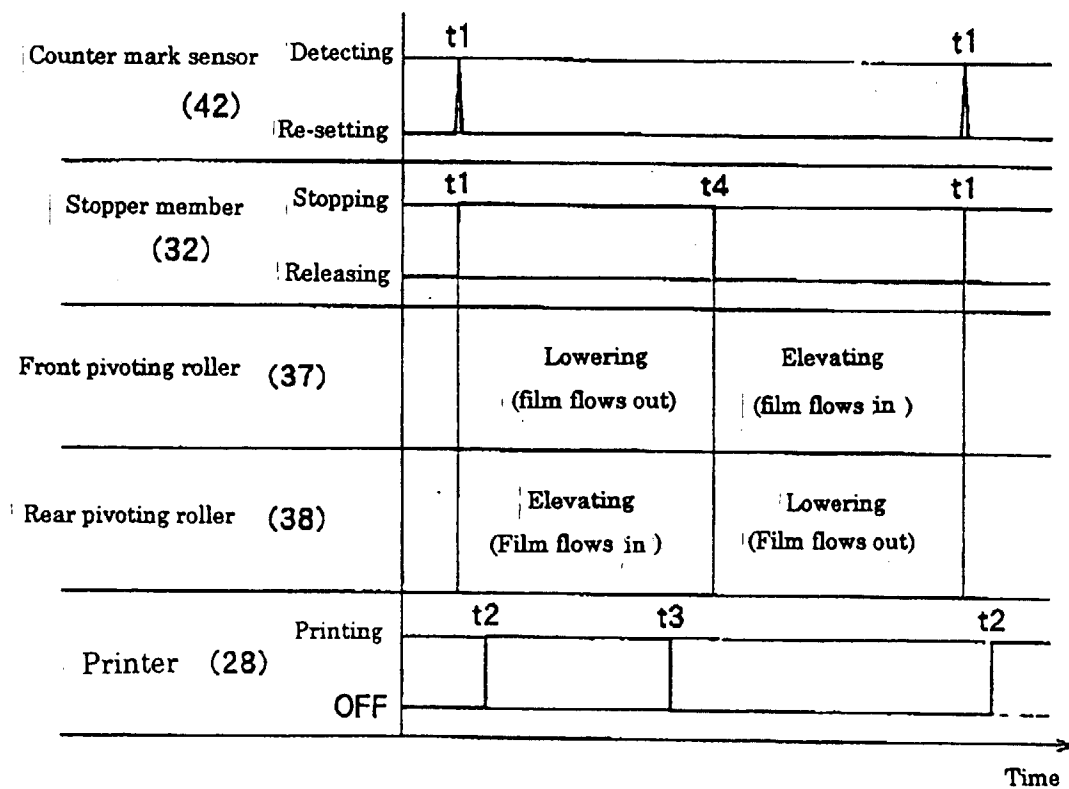 t1 t1
Counter mark sensor Detecting
(42)
Re-setting
t1 t4 t1
Stopper member Stopping
(32)
Releasing
Lowering Elevating
Front pivoting roller (37)
(film flows out) (film flows in )
Elevating Lowering
Rear pivoting roller (38)
(Film flows in ) (Film flows out)
t2 t3 t2
Printing
Printer (28)
OFF
Time